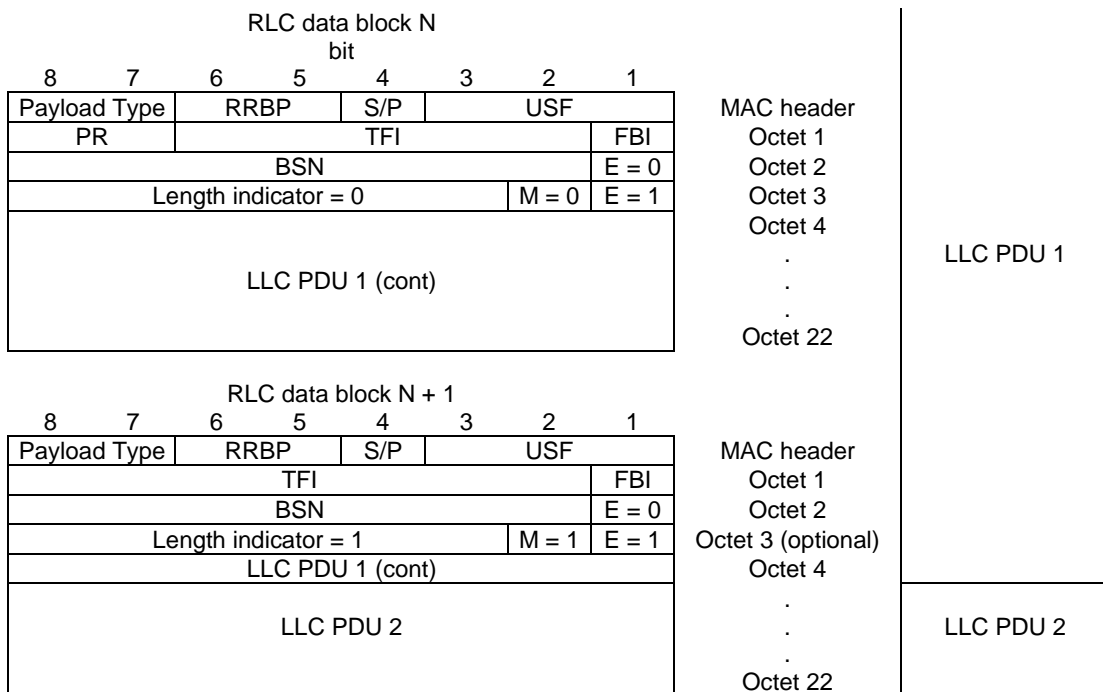 RLC data block N
bit
8 7 6 5 4 3 2 1
Payload Type RRBP S/P USF MAC header
PR TFI FBI Octet 1
BSN E = 0 Octet 2
Length indicator = 0 M = 0 E = 1 Octet 3
Octet 4
.
LLC PDU 1 (cont) . LLC PDU 1
.
Octet 22
RLC data block N + 1
8 7 6 5 4 3 2 1
Payload Type RRBP S/P USF MAC header
TFI FBI Octet 1
BSN E = 0 Octet 2
Length indicator = 1 M = 1 E = 1 Octet 3 (optional)
LLC PDU 1 (cont) Octet 4
.
LLC PDU 2 . LLC PDU 2
.
Octet 22